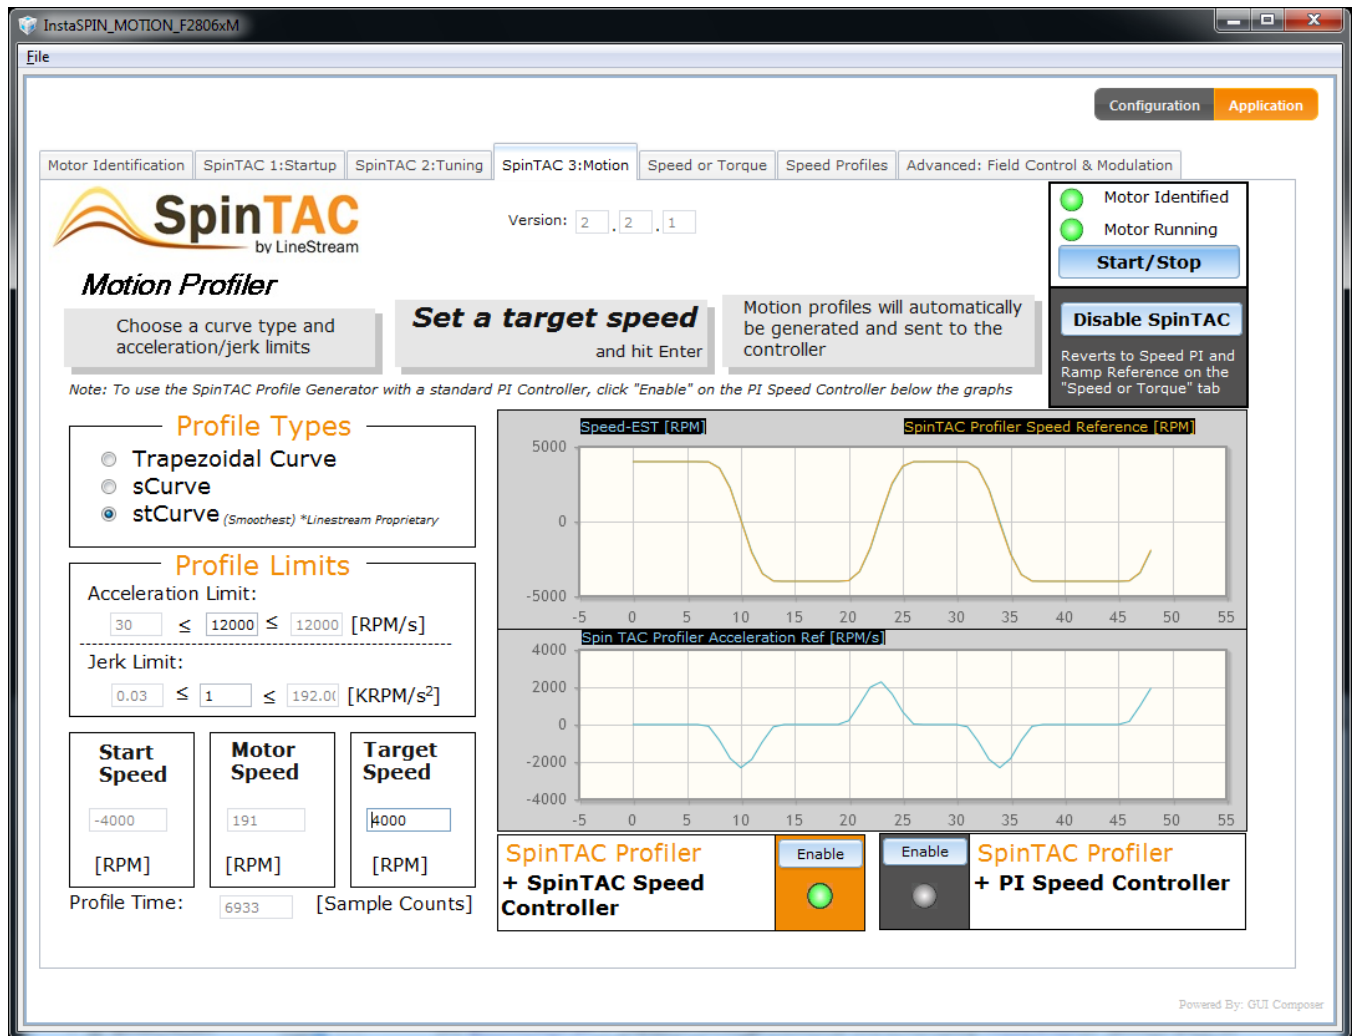 InstaSPIN_MOTION_F2806xM
File
Configuration Application
Motor Identification SpinTAC 1:Startup SpinTAC 2:Tuning SpinTAC 3:Motion Speed or Torque Speed Profiles Advanced: Field Control & Modulation
SpinTAC
by LineStream
Version: 2 . 2 . 1
Motor Identified
Motor Running
Start/Stop
Motion Profiler
Choose a curve type and
acceleration/jerk limits
Set a target speed
and hit Enter
Motion profiles will automatically
be generated and sent to the
controller
Disable SpinTAC
Reverts to Speed PI and
Ramp Reference on the
"Speed or Torque" tab
Note: To use the SpinTAC Profile Generator with a standard PI Controller, click "Enable" on the PI Speed Controller below the graphs
Profile Types
Trapezoidal Curve
sCurve
stCurve (Smoothest) *Linestream Proprietary
Profile Limits
Acceleration Limit:
30 ≤ 12000 ≤ 12000 [RPM/s]
Jerk Limit:
0.03 ≤ 1 ≤ 192.0 [KRPM/s²]
Start
Speed
-4000
[RPM]
Motor
Speed
191
[RPM]
Target
Speed
4000
[RPM]
Profile Time: 6933 [Sample Counts]
Speed-EST [RPM] SpinTAC Profiler Speed Reference [RPM]
5000
0
-5000
-5 0 5 10 15 20 25 30 35 40 45 50 55
Spin TAC Profiler Acceleration Ref [RPM/s]
4000
2000
0
-2000
-4000
-5 0 5 10 15 20 25 30 35 40 45 50 55
SpinTAC Profiler
+ SpinTAC Speed
Controller
Enable
Enable
SpinTAC Profiler
+ PI Speed Controller
Powered By: GUI Composer